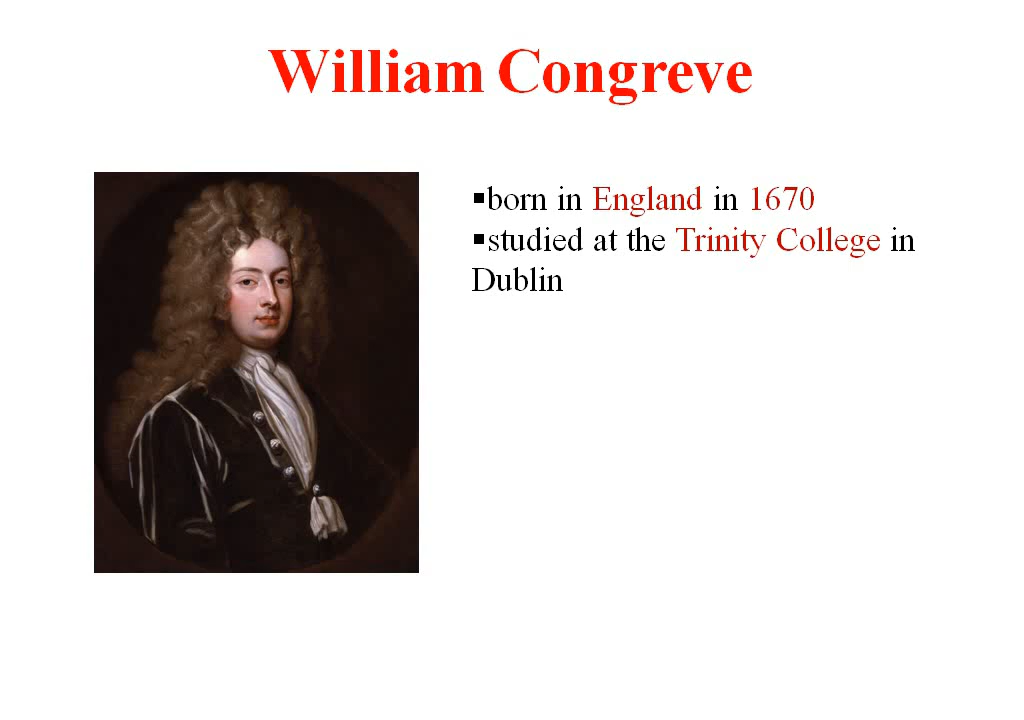 William Congreve
▪born in England in 1670
▪studied at the Trinity College in
Dublin